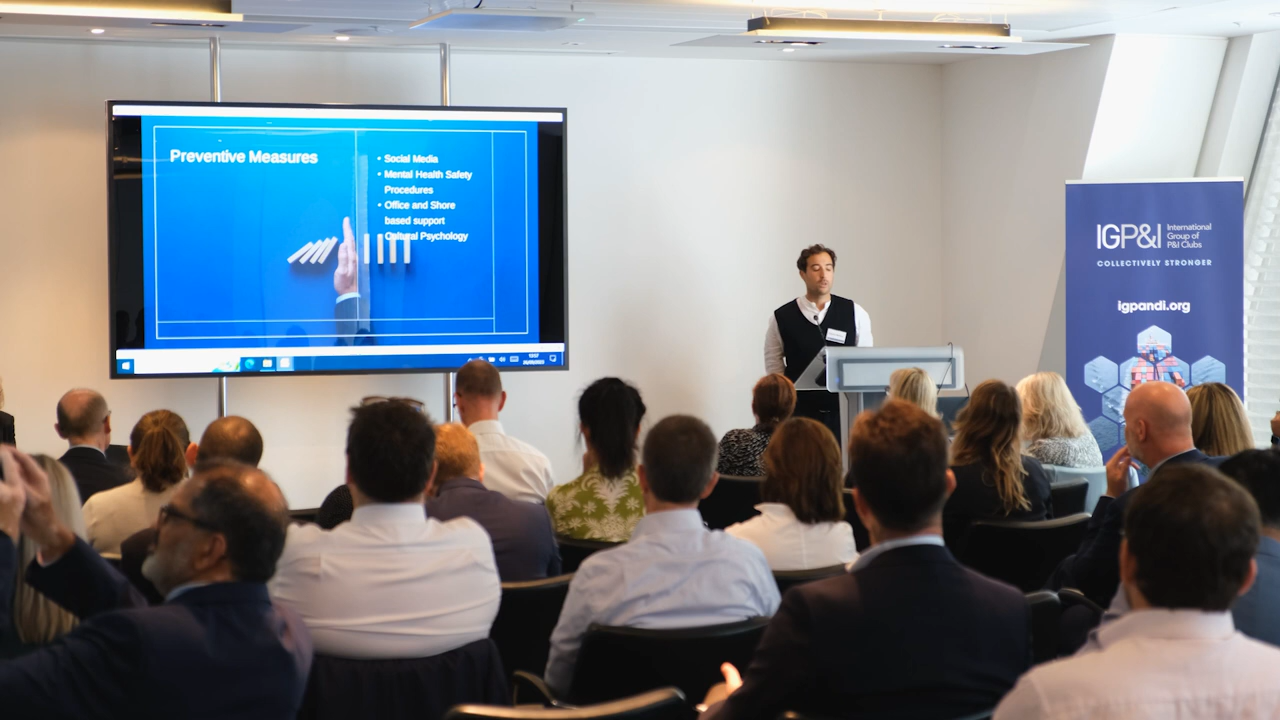 Preventive Measures
• Social Media
• Mental Health Safety
Procedures
• Office and Shore
based support
• Cultural Psychology
IGP&I
International
Group of
P&I Clubs
COLLECTIVELY STRONGER
igpandi.org